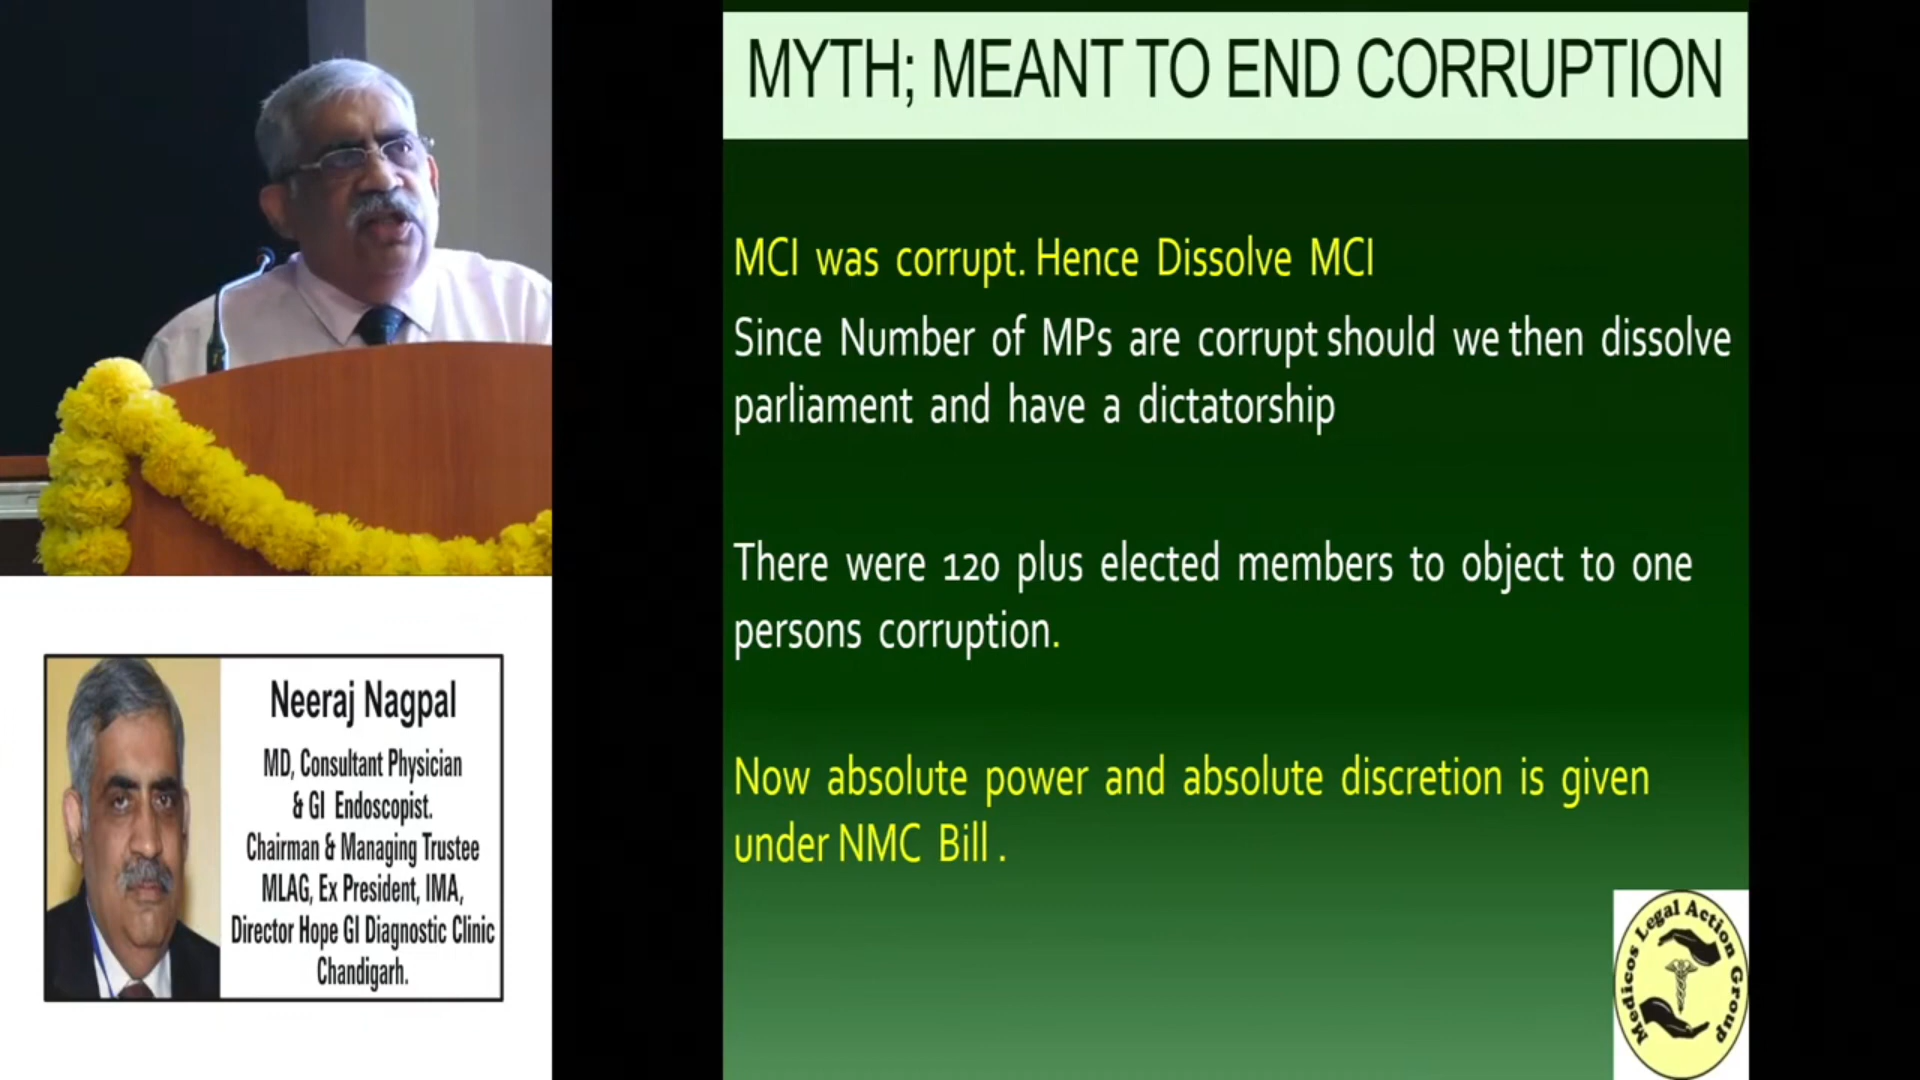 MYTH; MEANT TO END CORRUPTION
MCI was corrupt. Hence Dissolve MCI
Since Number of MPs are corrupt should we then dissolve
parliament and have a dictatorship
There were 120 plus elected members to object to one
persons corruption.
Now absolute power and absolute discretion is given
under NMC Bill .
Neeraj Nagpal
MD, Consultant Physician
& GI Endoscopist.
Chairman & Managing Trustee
MLAG, Ex President, IMA,
Director Hope GI Diagnostic Clinic
Chandigarh.
Medicos Legal Action Group